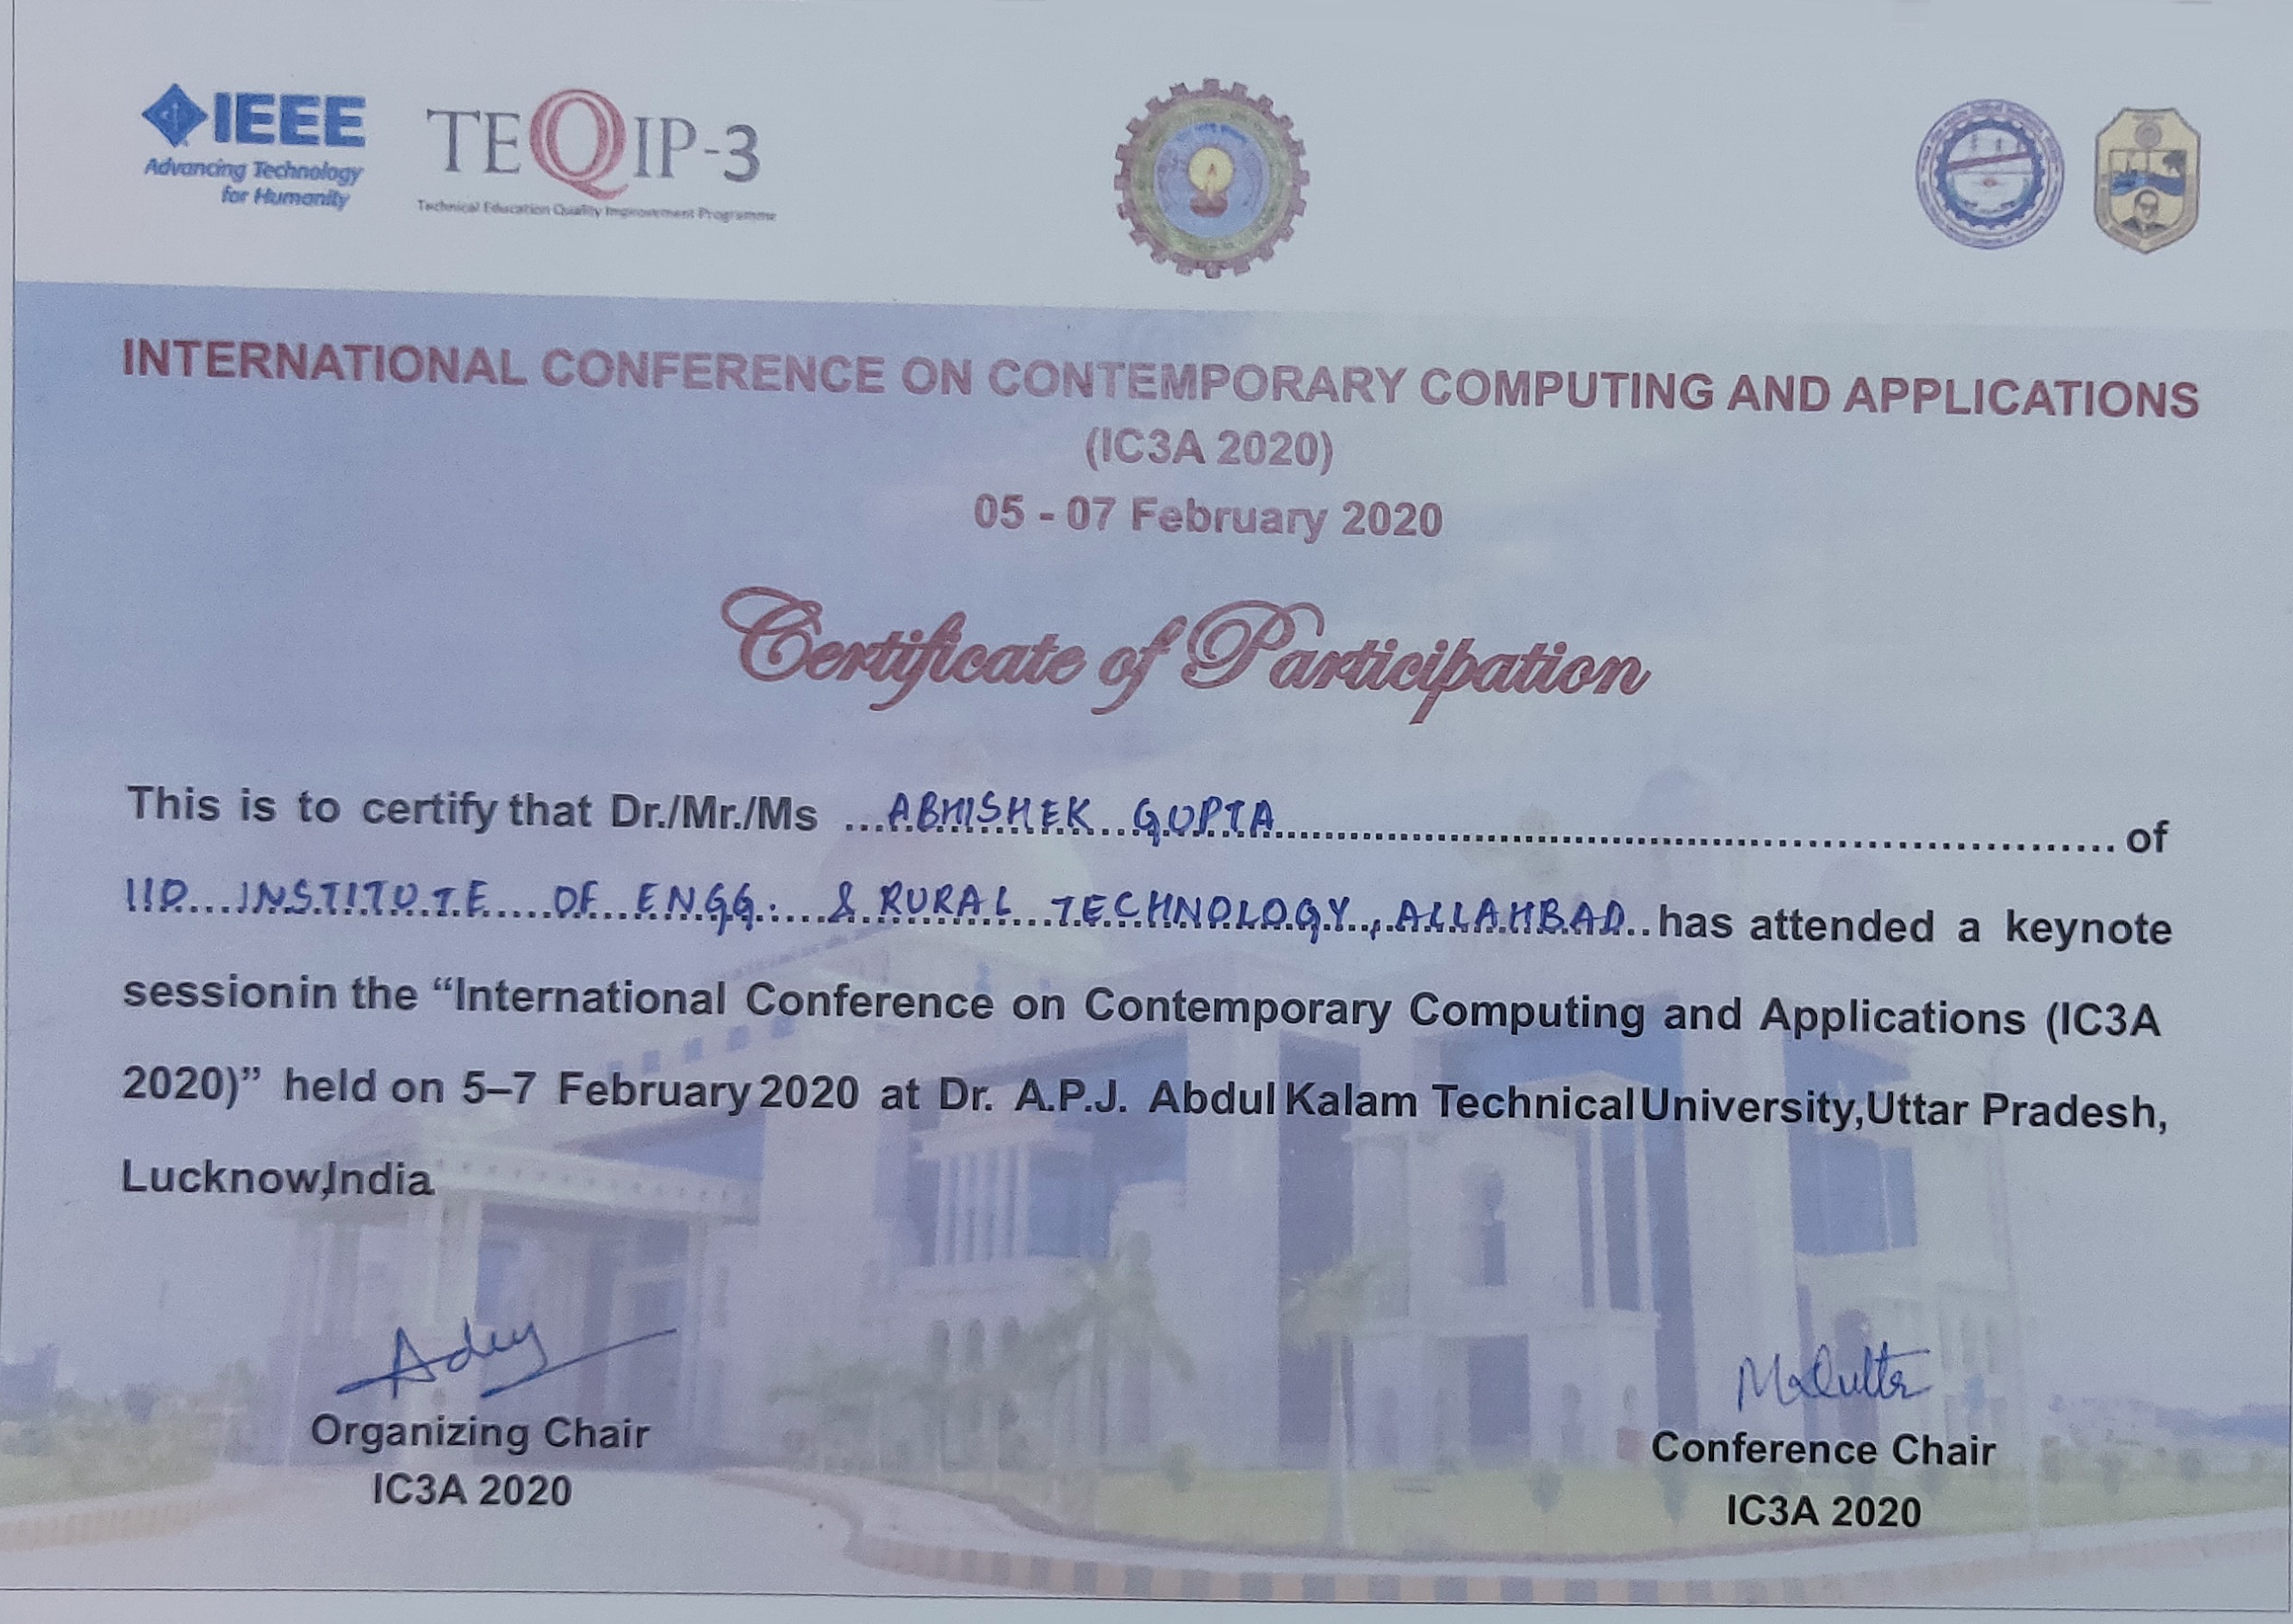 IEEE
Advancing Technology
for Humanity
TEQIP-3
Technical Education Quality Improvement Programme
INTERNATIONAL CONFERENCE ON CONTEMPORARY COMPUTING AND APPLICATIONS
(IC3A 2020)
05 - 07 February 2020
Certificate of Participation
This is to certify that Dr./Mr./Ms ...ABHISHEK GUPTA... of
IID INSTITUTE OF ENGG. & RURAL TECHNOLOGY, ALLAHBAD.. has attended a keynote
sessionin the “International Conference on Contemporary Computing and Applications (IC3A
2020)” held on 5–7 February 2020 at Dr. A.P.J. Abdul Kalam Technical University,Uttar Pradesh,
Lucknow,India.
Organizing Chair
IC3A 2020
Conference Chair
IC3A 2020